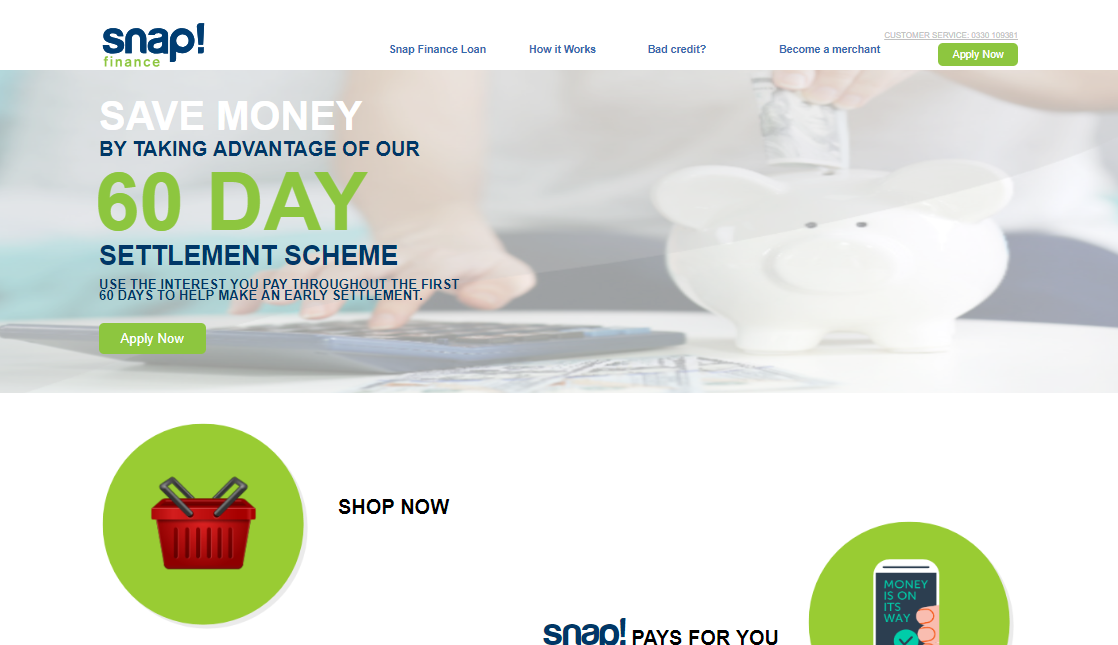 snap!
finance
Snap Finance Loan
How it Works
Bad credit?
Become a merchant
CUSTOMER SERVICE: 0330 109381
Apply Now
SAVE MONEY
BY TAKING ADVANTAGE OF OUR
60 DAY
SETTLEMENT SCHEME
USE THE INTEREST YOU PAY THROUGHOUT THE FIRST
60 DAYS TO HELP MAKE AN EARLY SETTLEMENT.
Apply Now
SHOP NOW
MONEY
IS ON
ITS
WAY
snap! PAYS FOR YOU